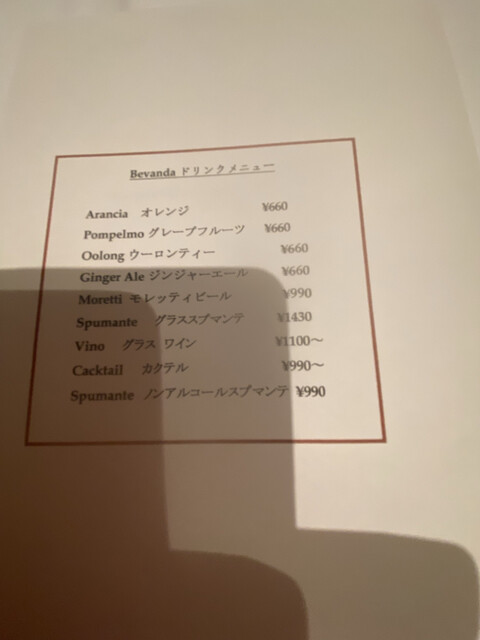 Bevanda ドリンクメニュー
Arancia オレンジ ¥660
Pompelmo グレープフルーツ ¥660
Oolong ウーロンティー ¥660
Ginger Ale ジンジャーエール ¥660
Moretti モレッティビール ¥990
Spumante グラススプマンテ ¥1430
Vino グラス ワイン ¥1100〜
Cacktail カクテル ¥990〜
Spumante ノンアルコールスプマンテ ¥990